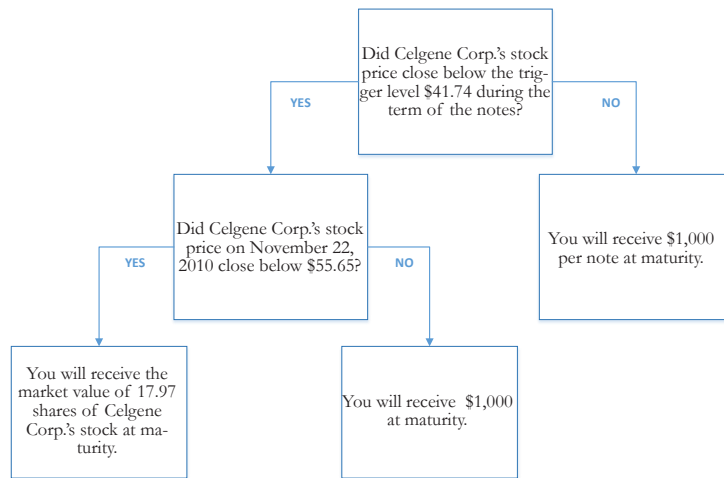 Did Celgene Corp.'s stock
price close below the trig-
ger level $41.74 during the
term of the notes?
YES
NO
Did Celgene Corp.'s stock
price on November 22,
2010 close below $55.65?
You will receive $1,000
per note at maturity.
YES
NO
You will receive the
market value of 17.97
shares of Celgene
Corp.'s stock at ma-
turity.
You will receive $1,000
at maturity.